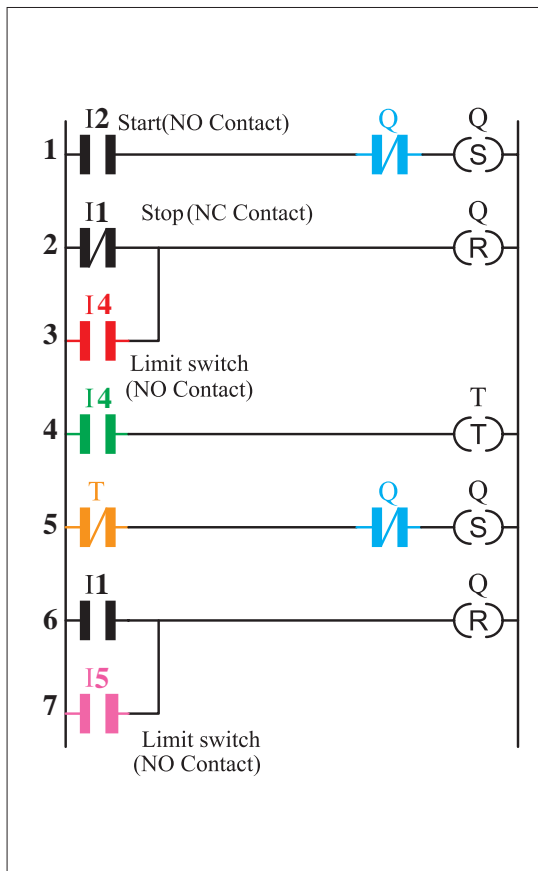 I2 Start(NO Contact) Q Q
1 S
I1 Stop (NC Contact) Q
2 R
I4
3
Limit switch
(NO Contact)
I4 T
4 T
T Q Q
5 S
I1 Q
6 R
I5
7
Limit switch
(NO Contact)